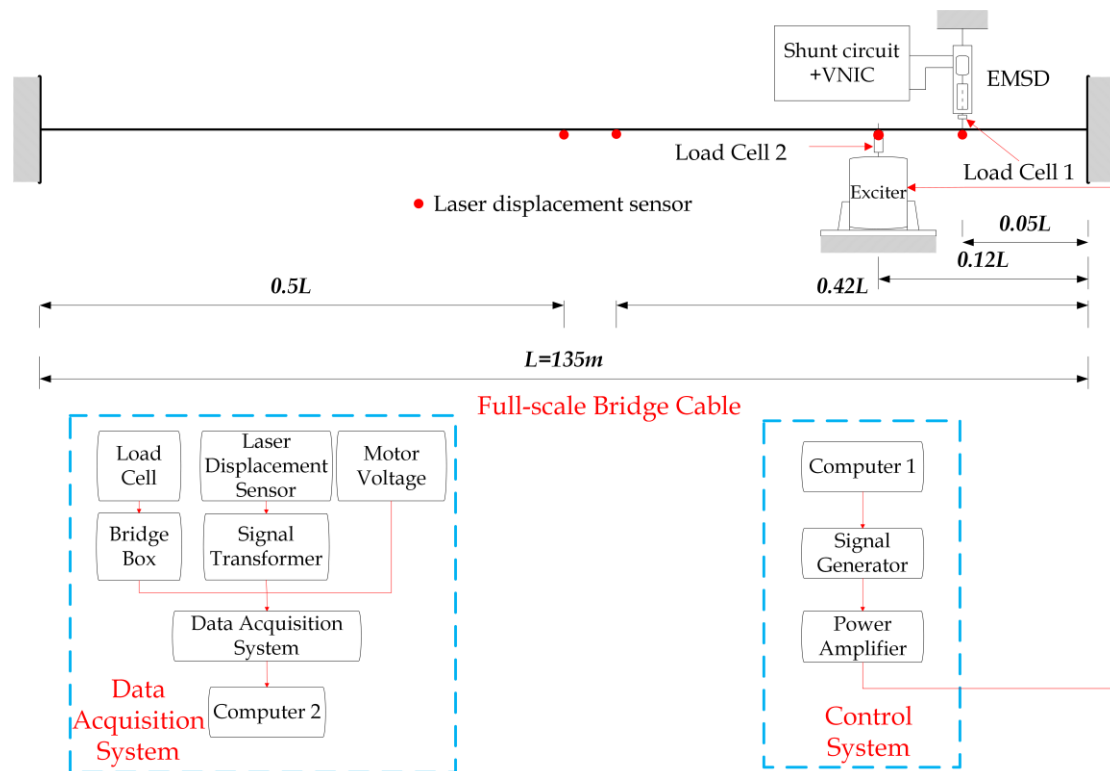 Shunt circuit
+VNIC
EMSD
Load Cell 2
Load Cell 1
Exciter
Laser displacement sensor
0.05L
0.12L
0.5L
0.42L
L=135m
Full-scale Bridge Cable
Load
Cell
Laser
Displacement
Sensor
Motor
Voltage
Bridge
Box
Signal
Transformer
Data Acquisition
System
Computer 2
Data
Acquisition
System
Computer 1
Signal
Generator
Power
Amplifier
Control
System